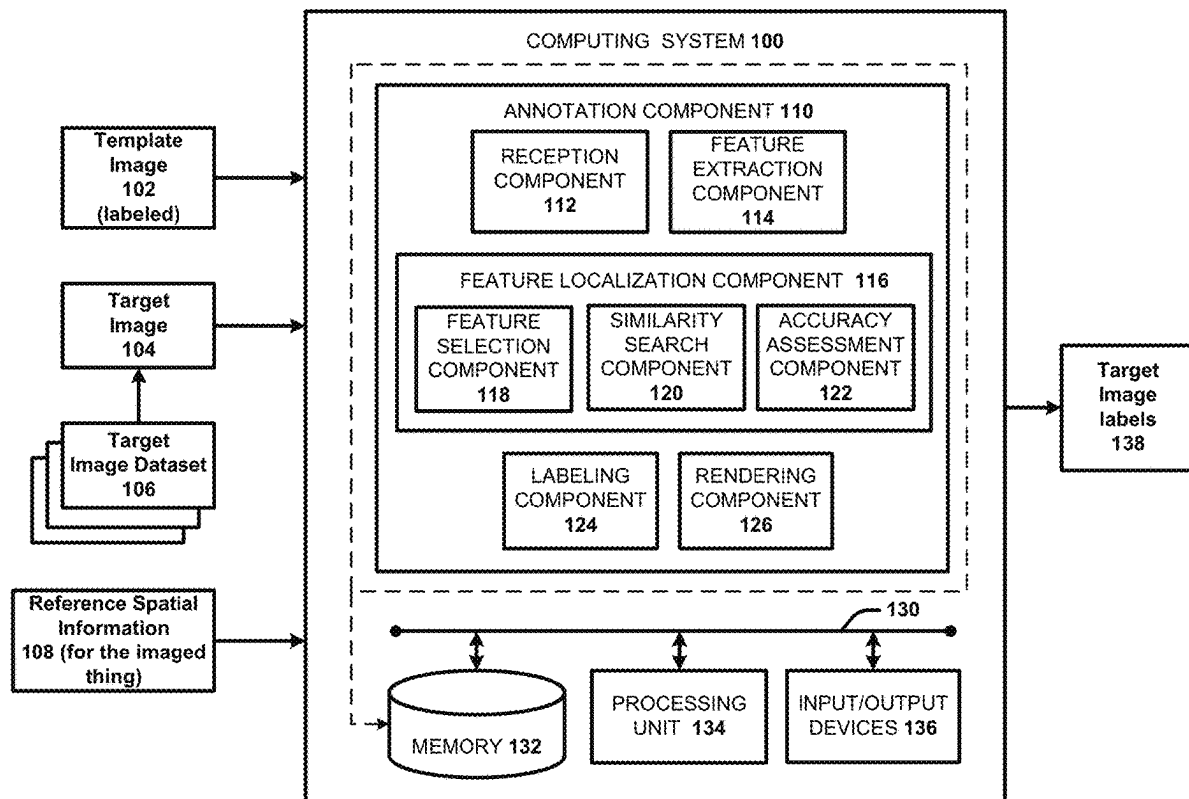 COMPUTING SYSTEM 100
ANNOTATION COMPONENT 110
RECEPTION
COMPONENT
112
FEATURE
EXTRACTION
COMPONENT
114
FEATURE LOCALIZATION COMPONENT 116
FEATURE
SELECTION
COMPONENT
118
SIMILARITY
SEARCH
COMPONENT
120
ACCURACY
ASSESSMENT
COMPONENT
122
LABELING
COMPONENT
124
RENDERING
COMPONENT
126
130
MEMORY 132
PROCESSING
UNIT 134
INPUT/OUTPUT
DEVICES 136
Template
Image
102
(labeled)
Target
Image
104
Target
Image Dataset
106
Reference Spatial
Information
108 (for the imaged
thing)
Target
Image
labels
138